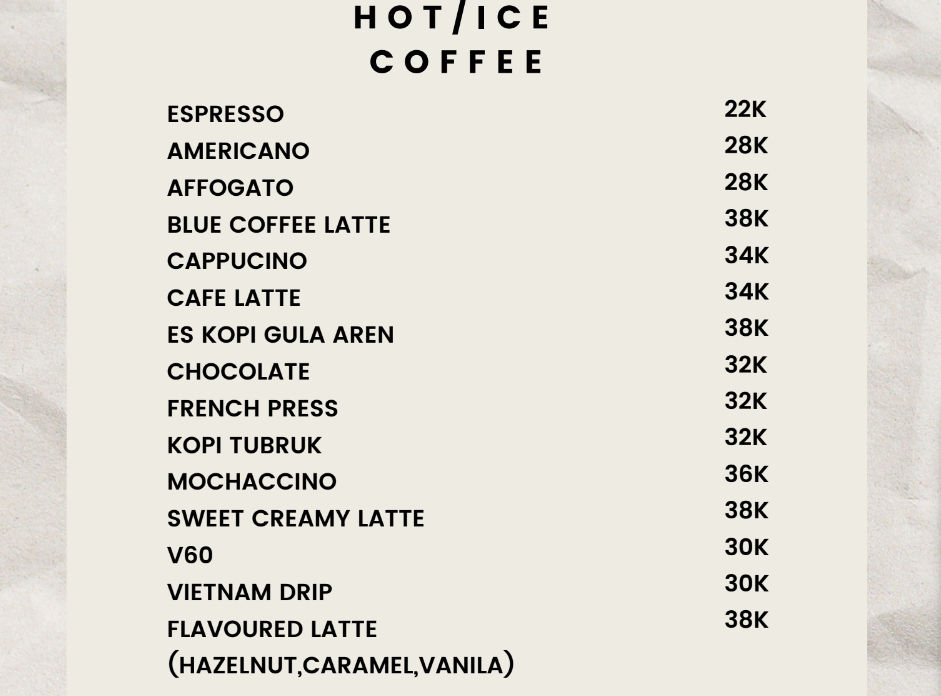 HOT/ICE
COFFEE
ESPRESSO 22K
AMERICANO 28K
AFFOGATO 28K
BLUE COFFEE LATTE 38K
CAPPUCINO 34K
CAFE LATTE 34K
ES KOPI GULA AREN 38K
CHOCOLATE 32K
FRENCH PRESS 32K
KOPI TUBRUK 32K
MOCHACCINO 36K
SWEET CREAMY LATTE 38K
V60 30K
VIETNAM DRIP 30K
FLAVOURED LATTE 38K
(HAZELNUT,CARAMEL,VANILA)